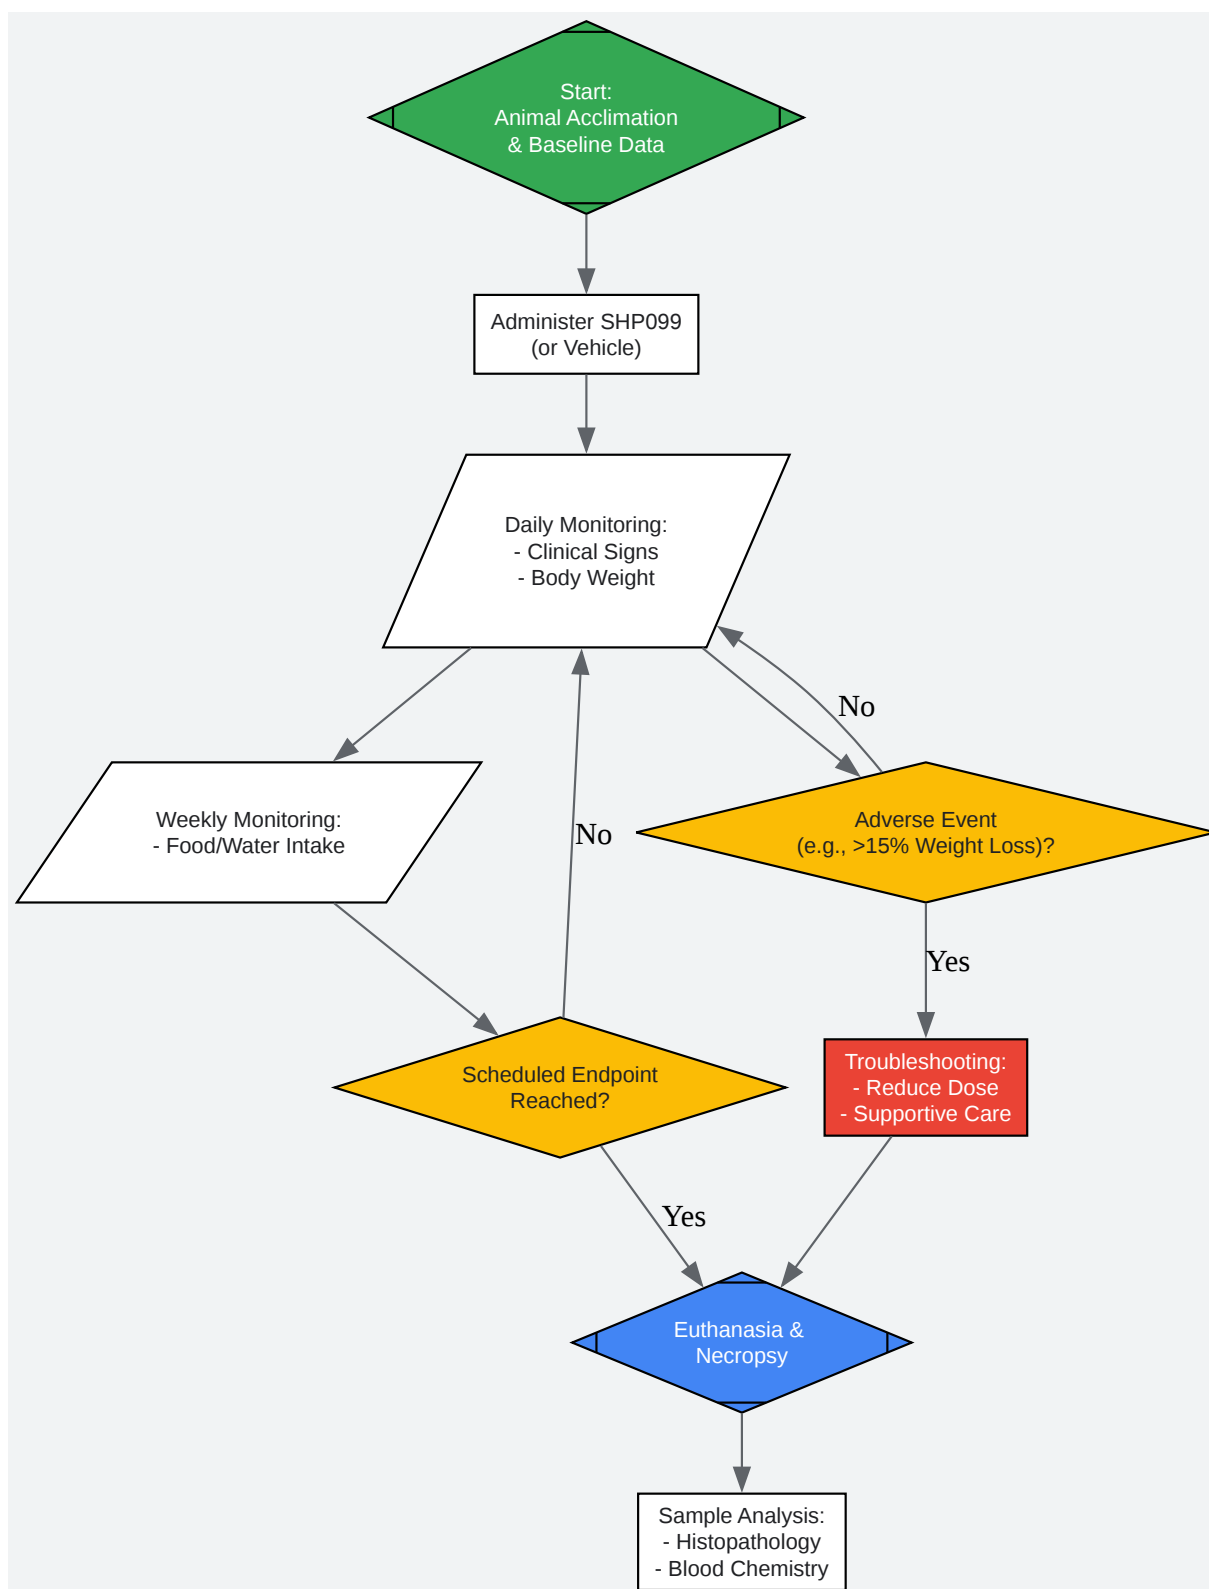 Start:
Animal Acclimation
& Baseline Data
Administer SHP099
(or Vehicle)
Daily Monitoring:
- Clinical Signs
- Body Weight
No
Weekly Monitoring:
- Food/Water Intake
No
Adverse Event
(e.g., >15% Weight Loss)?
Yes
Scheduled Endpoint
Reached?
Troubleshooting:
- Reduce Dose
- Supportive Care
Yes
Euthanasia &
Necropsy
Sample Analysis:
- Histopathology
- Blood Chemistry